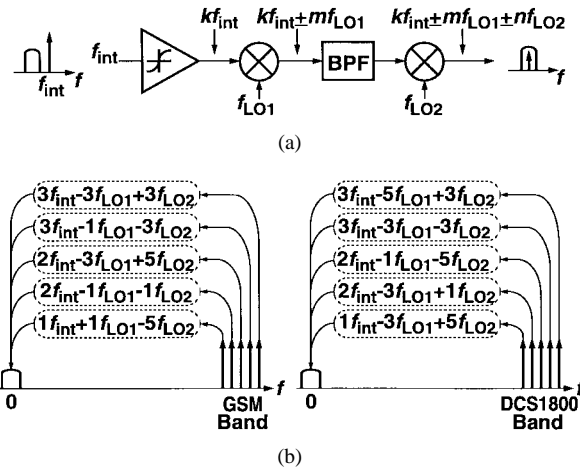 kf_int kf_int±mf_LO1 kf_int±mf_LO1±nf_LO2
f_int f f_int BPF f
f_LO1 f_LO2
(a)
3f_int-3f_LO1+3f_LO2
3f_int-1f_LO1-3f_LO2
2f_int-3f_LO1+5f_LO2
2f_int-1f_LO1-1f_LO2
1f_int+1f_LO1-5f_LO2
0 f
GSM
Band
3f_int-5f_LO1+3f_LO2
3f_int-3f_LO1-3f_LO2
2f_int-1f_LO1-5f_LO2
2f_int-3f_LO1+1f_LO2
1f_int-3f_LO1+5f_LO2
0 f
DCS1800
Band
(b)